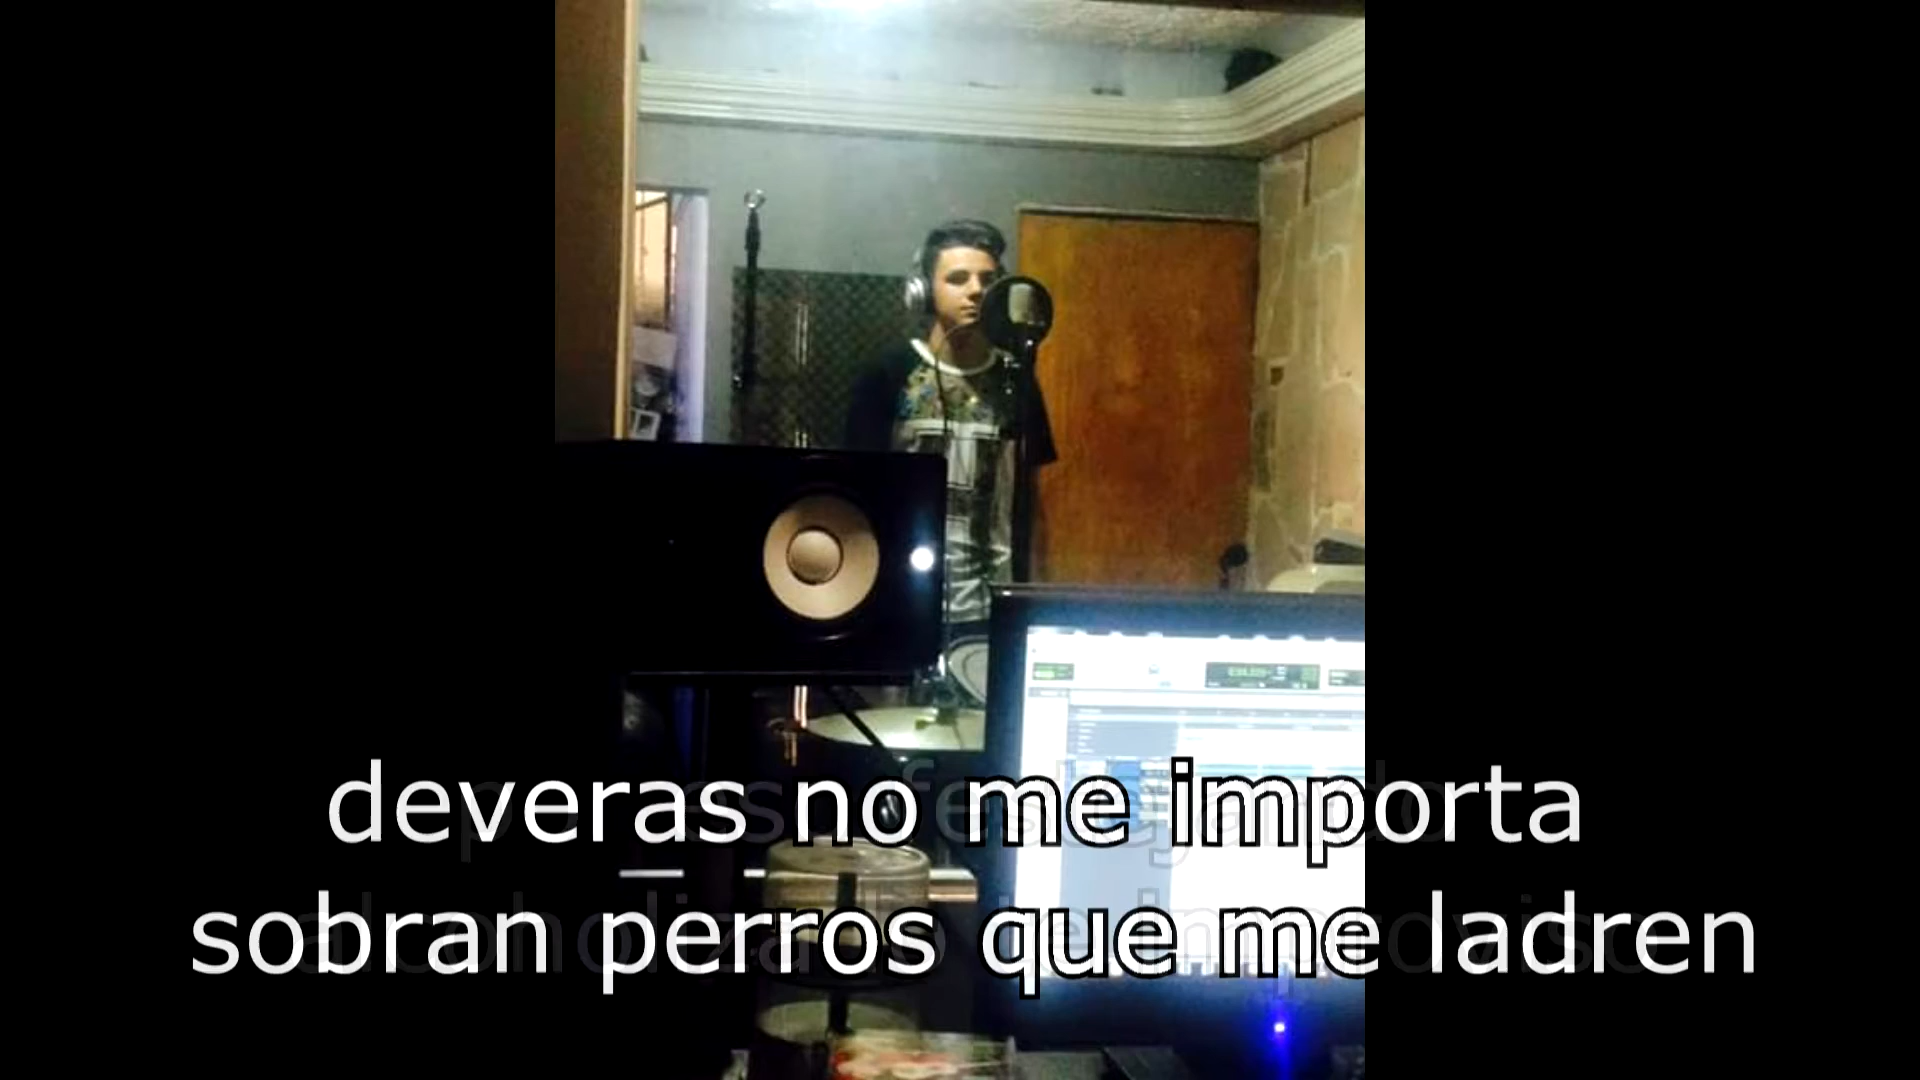 deveras no me importa
sobran perros que me ladren